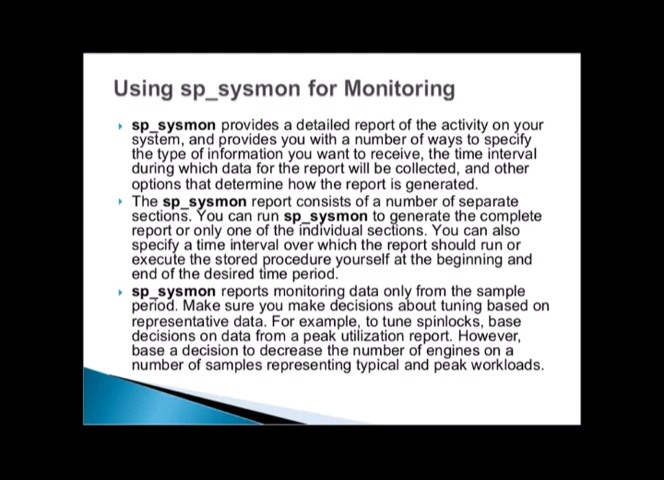 Using sp_sysmon for Monitoring
sp_sysmon provides a detailed report of the activity on your
system, and provides you with a number of ways to specify
the type of information you want to receive, the time interval
during which data for the report will be collected, and other
options that determine how the report is generated.
The sp_sysmon report consists of a number of separate
sections. You can run sp_sysmon to generate the complete
report or only one of the individual sections. You can also
specify a time interval over which the report should run or
execute the stored procedure yourself at the beginning and
end of the desired time period.
sp_sysmon reports monitoring data only from the sample
period. Make sure you make decisions about tuning based on
representative data. For example, to tune spinlocks, base
decisions on data from a peak utilization report. However,
base a decision to decrease the number of engines on a
number of samples representing typical and peak workloads.